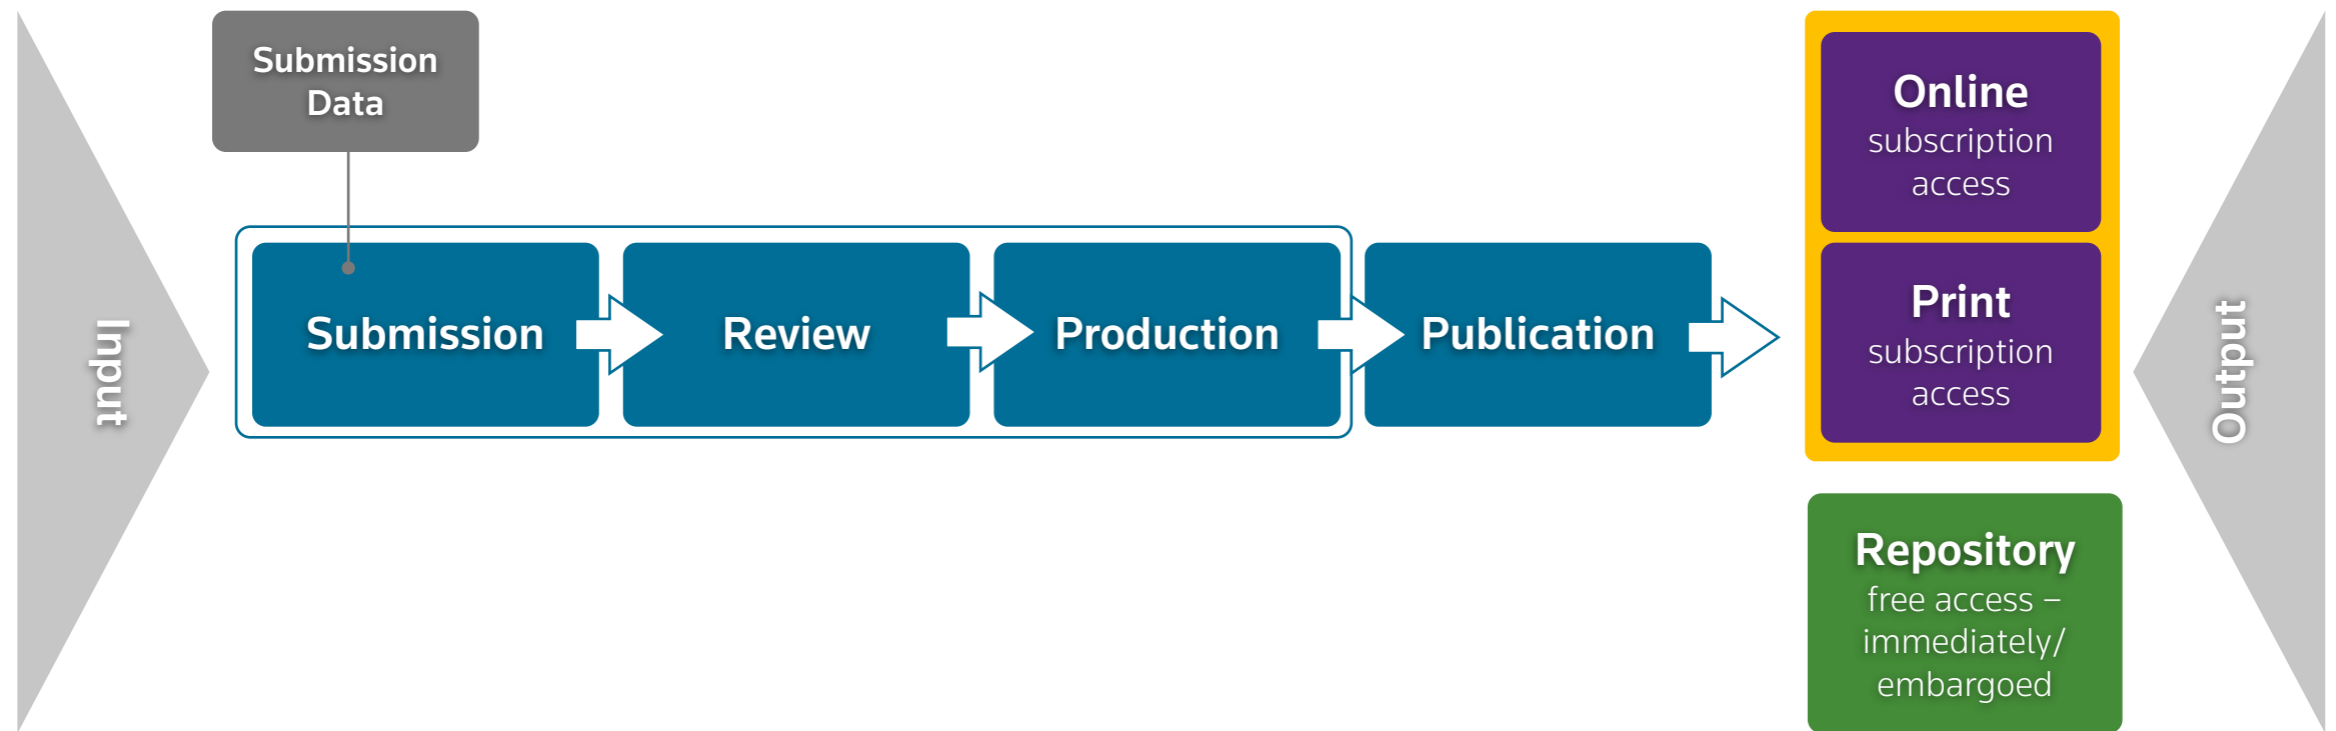 Input
Submission
Data
Submission
Review
Production
Publication
Online
subscription
access
Print
subscription
access
Repository
free access –
immediately/
embargoed
Output